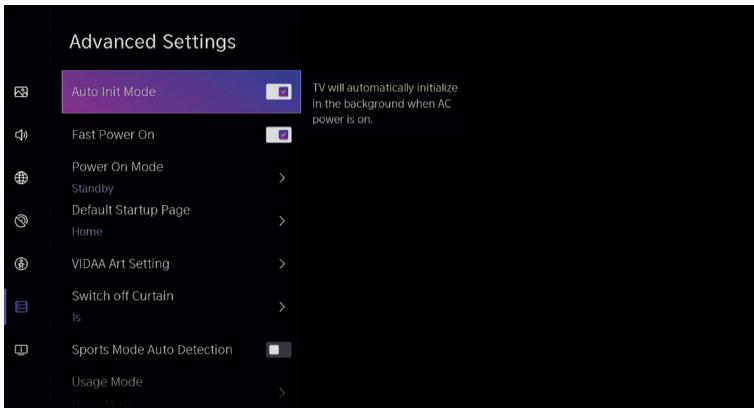 Advanced Settings
Auto Init Mode
TV will automatically initialize
in the background when AC
power is on.
Fast Power On
Power On Mode
Standby
Default Startup Page
Home
VIDAA Art Setting
Switch off Curtain
1s
Sports Mode Auto Detection
Usage Mode
Home Mode